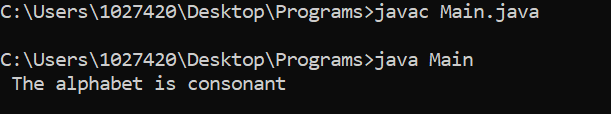 C:\Users\1027420\Desktop\Programs>javac Main.java
C:\Users\1027420\Desktop\Programs>java Main
 The alphabet is consonant